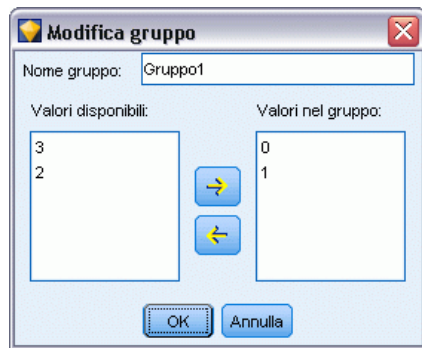 Modifica gruppo
Nome gruppo: Gruppo1
Valori disponibili: Valori nel gruppo:
3 0
2 1
OK Annulla